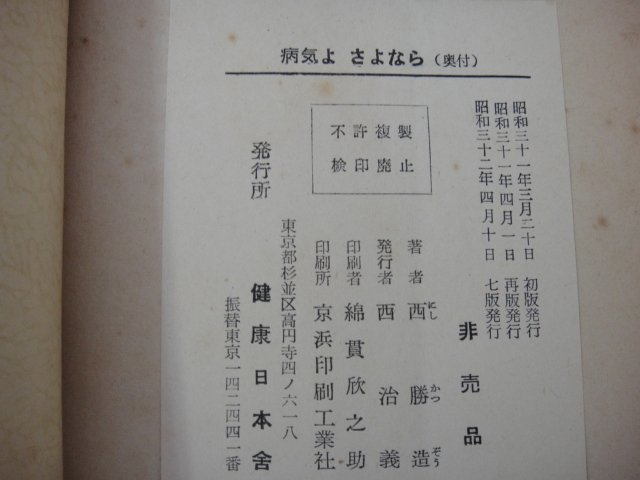 病気よ さよなら (奥付)
昭和三十一年三月二十日 初版発行
昭和三十一年四月一日 再版発行
昭和三十二年四月十日 七版発行
非売品
不許複製
検印廃止
著者 西勝造
にし かつ ぞう
発行者 西治義
印刷者 綿貫欣之助
印刷所 京浜印刷工業社
東京都杉並区高円寺四ノ六一八
発行所 健康日本舎
振替東京一四二四四一番